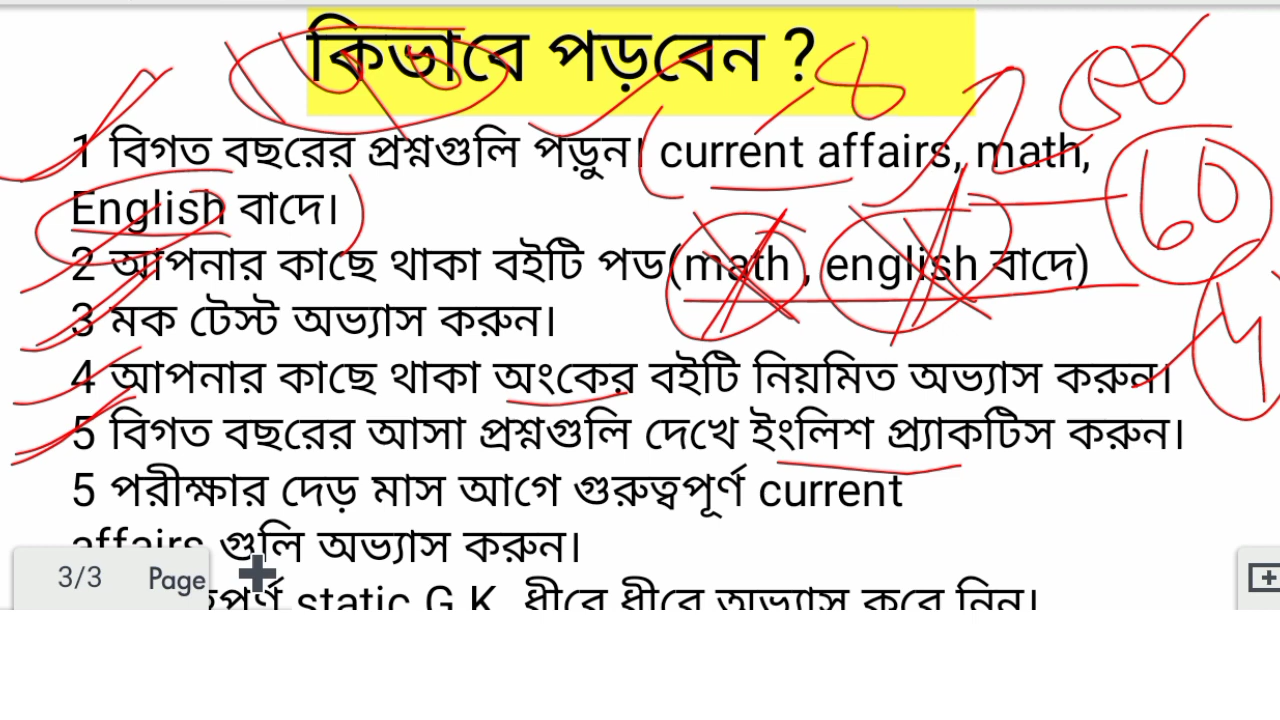 কিভাবে পড়বেন ?
1 বিগত বছরের প্রশ্নগুলি পড়ুন। (current affairs, math,
English বাদে।)
2 আপনার কাছে থাকা বইটি পড(math , english বাদে)
3 মক টেস্ট অভ্যাস করুন।
4 আপনার কাছে থাকা অংকের বইটি নিয়মিত অভ্যাস করুন।
5 বিগত বছরের আসা প্রশ্নগুলি দেখে ইংলিশ প্র্যাকটিস করুন।
5 পরীক্ষার দেড় মাস আগে গুরুত্বপূর্ণ current
affairs গুলি অভ্যাস করুন।
static G.K. ধীরে ধীরে অভ্যাস করে নিন।
3/3 Page
60